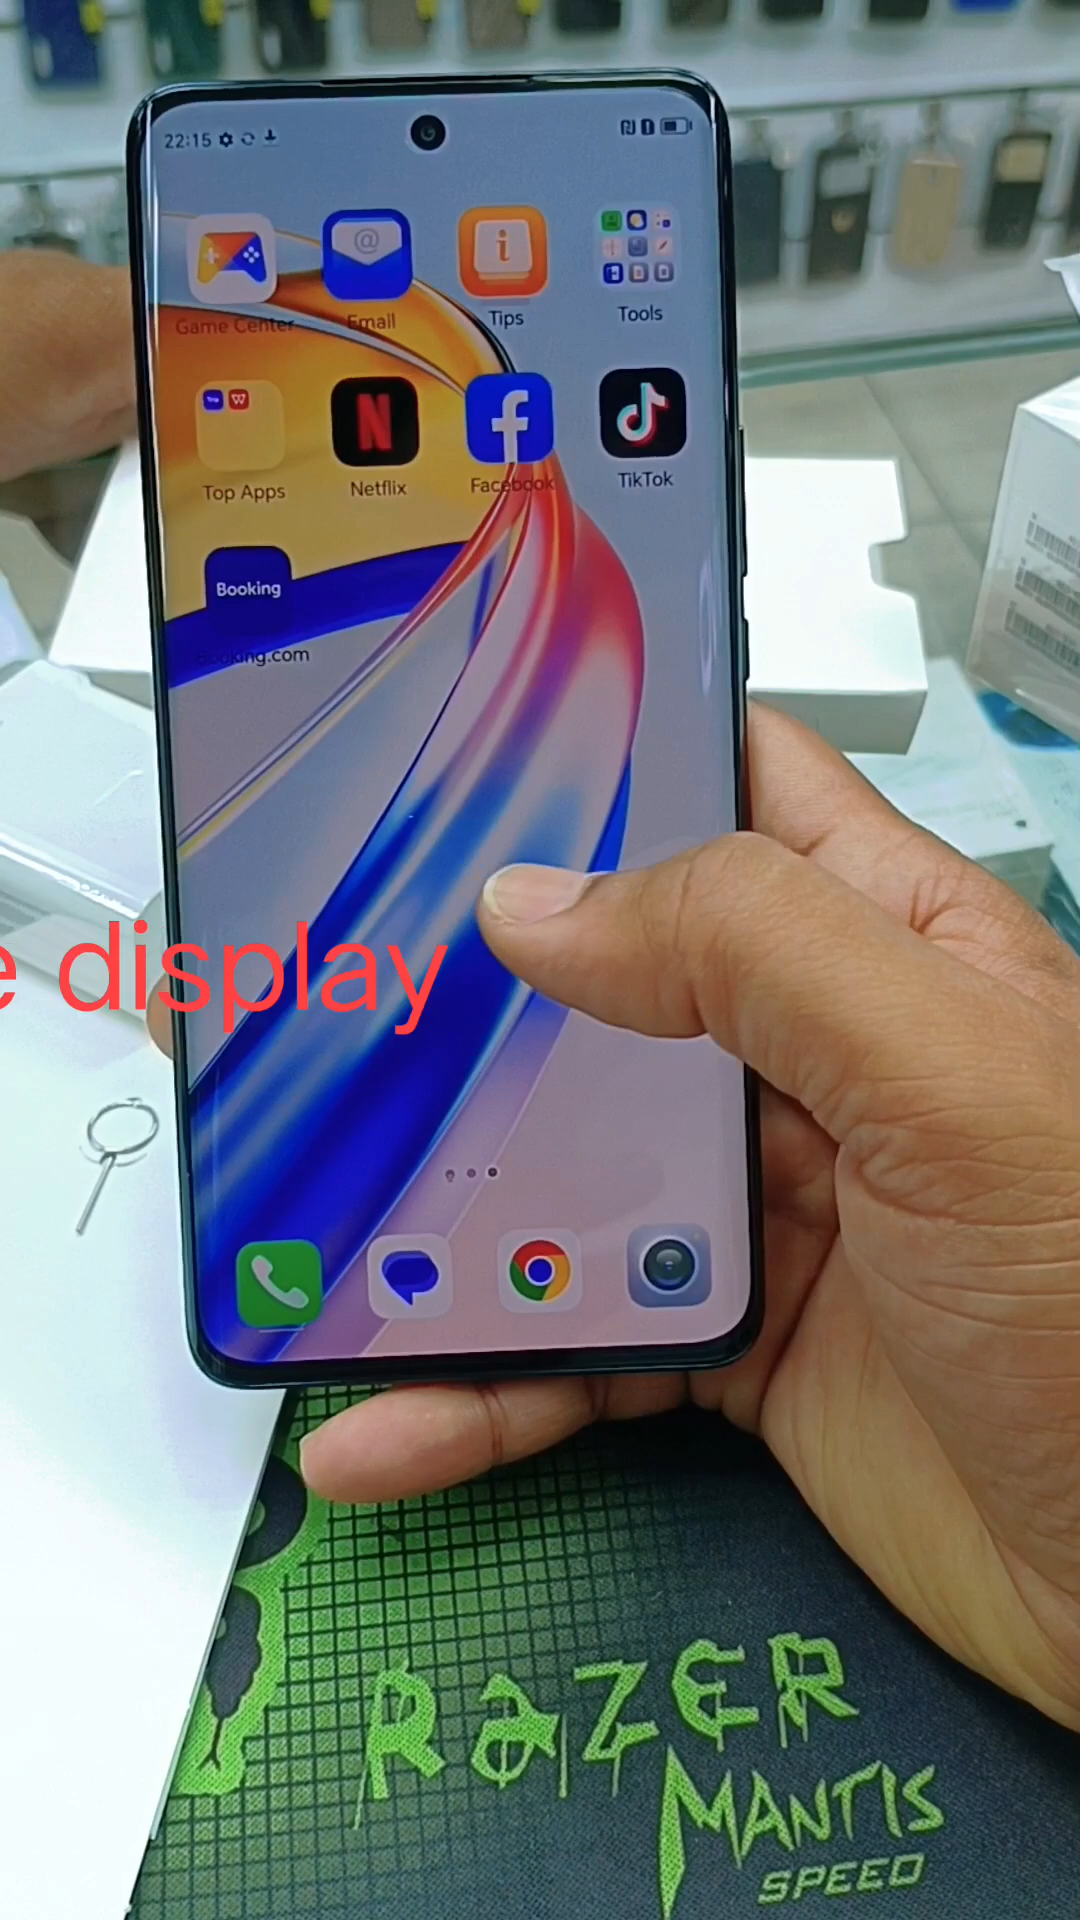 22:15
Game Center
Email
Tips
Tools
Top Apps
Netflix
Facebook
TikTok
Booking
Booking.com
e display
RAZER
MANTIS
SPEED